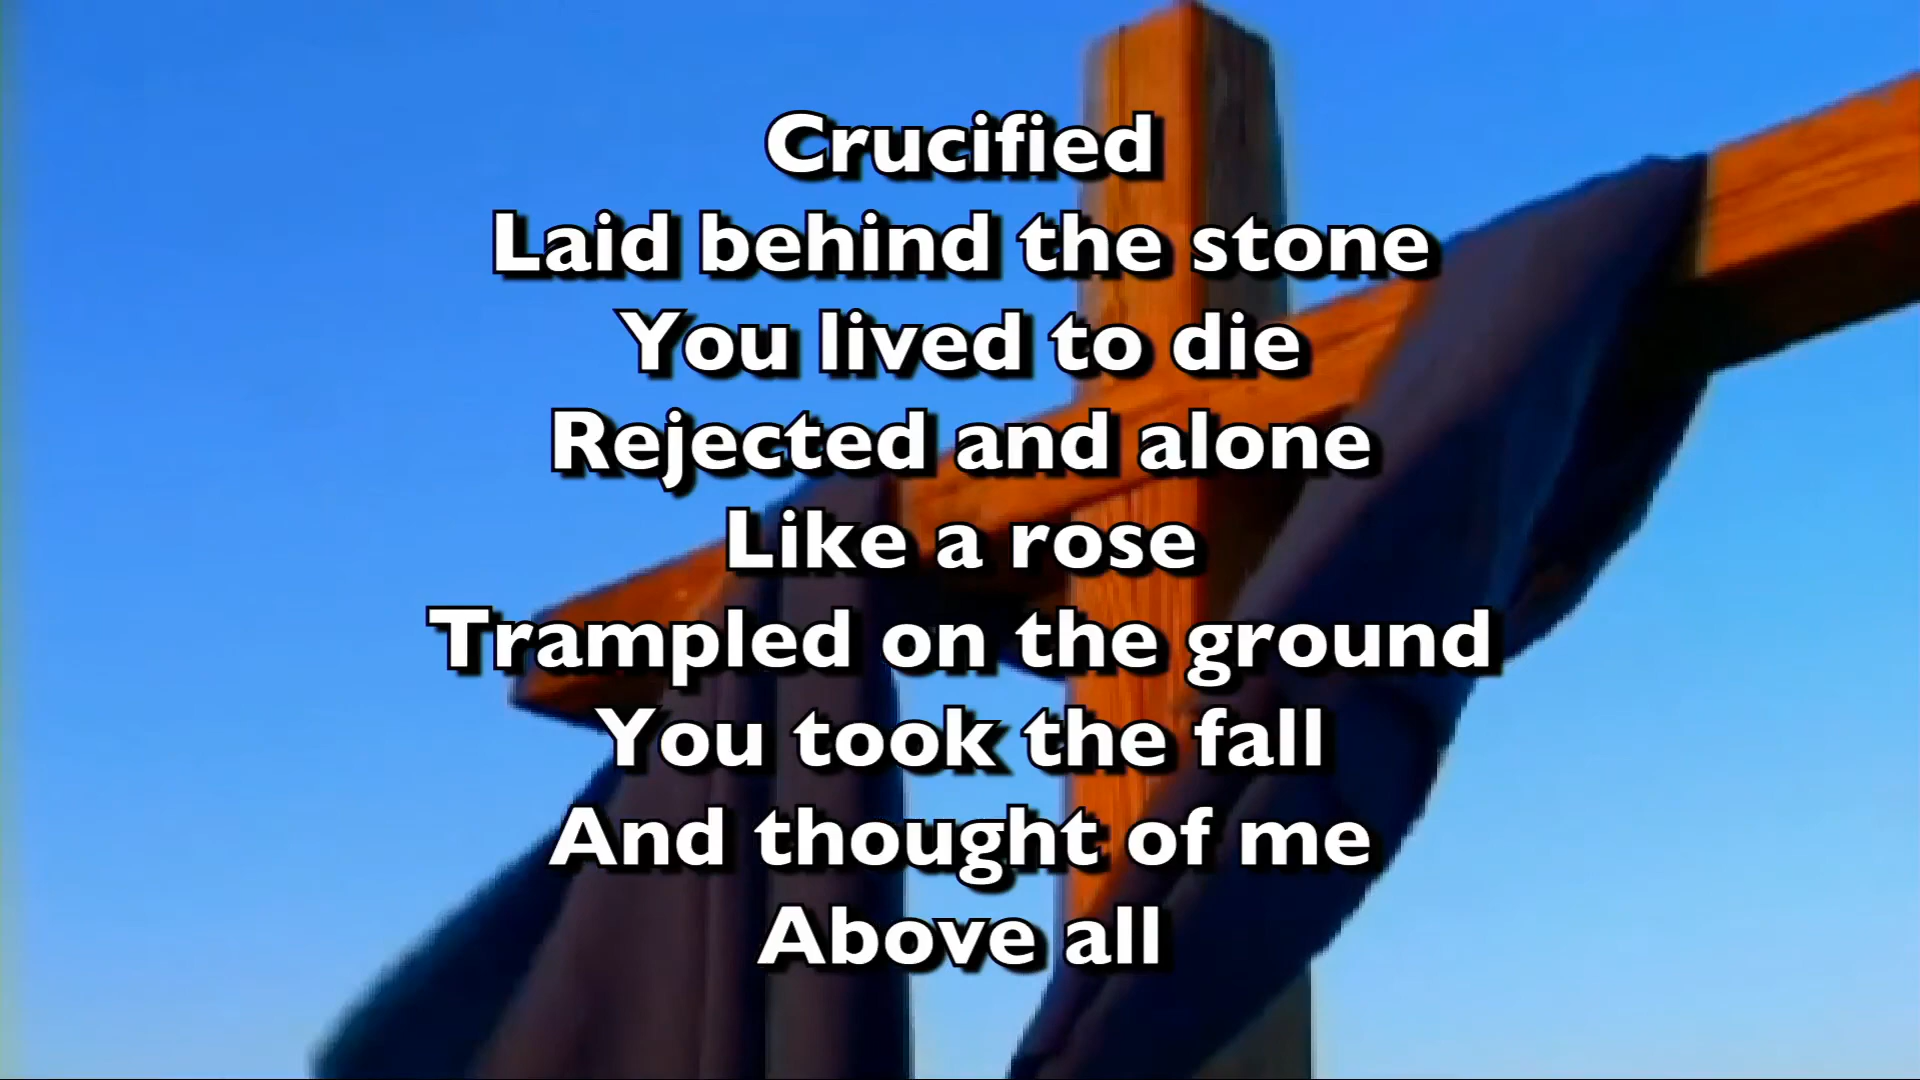 Crucified
Laid behind the stone
You lived to die
Rejected and alone
Like a rose
Trampled on the ground
You took the fall
And thought of me
Above all